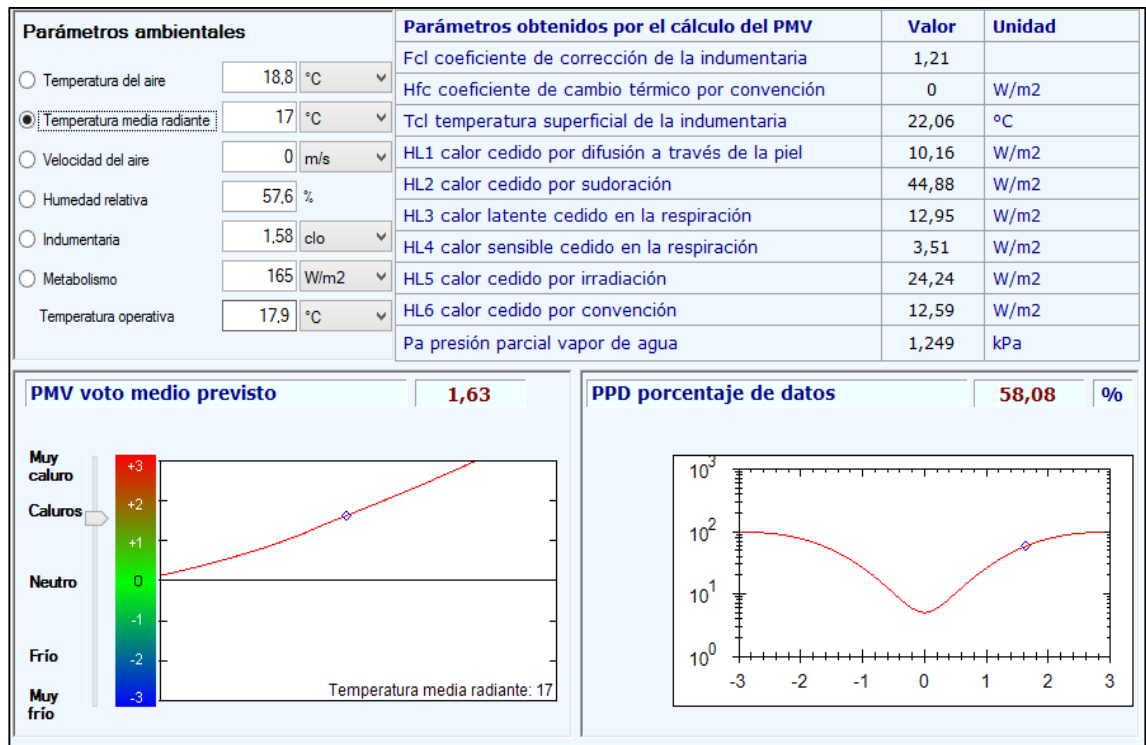 Parámetros ambientales
Temperatura del aire 18,8 °C
Temperatura media radiante 17 °C
Velocidad del aire 0 m/s
Humedad relativa 57,6 %
Indumentaria 1,58 clo
Metabolismo 165 W/m2
Temperatura operativa 17,9 °C
Parámetros obtenidos por el cálculo del PMV Valor Unidad
Fcl coeficiente de corrección de la indumentaria 1,21
Hfc coeficiente de cambio térmico por convención 0 W/m2
Tcl temperatura superficial de la indumentaria 22,06 °C
HL1 calor cedido por difusión a través de la piel 10,16 W/m2
HL2 calor cedido por sudoración 44,88 W/m2
HL3 calor latente cedido en la respiración 12,95 W/m2
HL4 calor sensible cedido en la respiración 3,51 W/m2
HL5 calor cedido por irradiación 24,24 W/m2
HL6 calor cedido por convención 12,59 W/m2
Pa presión parcial vapor de agua 1,249 kPa
PMV voto medio previsto 1,63
Muy
caluro
Caluros
Neutro
Frío
Muy
frío
+3
+2
+1
0
-1
-2
-3
Temperatura media radiante: 17
PPD porcentaje de datos 58,08 %
10^3
10^2
10^1
10^0
-3 -2 -1 0 1 2 3